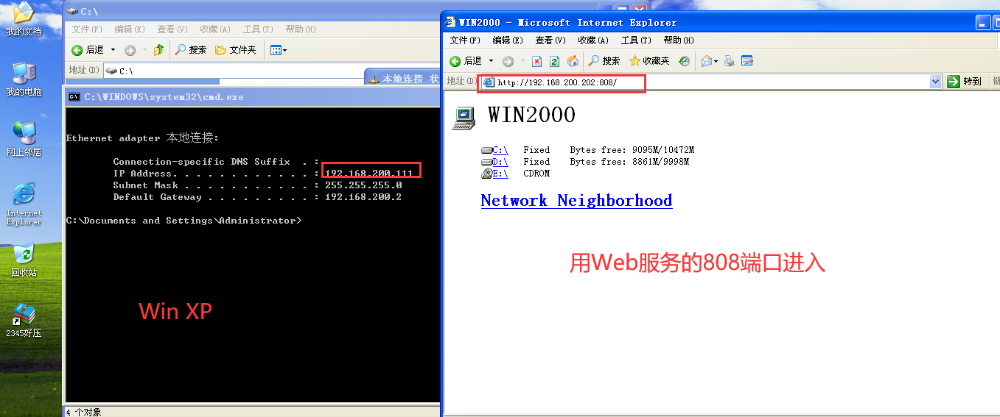 我的文档
我的电脑
网上邻居
Internet
Explorer
回收站
2345好压
C:\
文件(F) 编辑(E) 查看(V) 收藏(A) 工具(T) 帮助(H)
后退 搜索 文件夹
地址(D) C:\
本地连接 状
C:\WINDOWS\system32\cmd.exe
Ethernet adapter 本地连接:
Connection-specific DNS Suffix . :
IP Address. . . . . . . . . . . . : 192.168.200.111
Subnet Mask . . . . . . . . . . . : 255.255.255.0
Default Gateway . . . . . . . . . : 192.168.200.2
C:\Documents and Settings\Administrator>
Win XP
4 个对象
WIN2000 - Microsoft Internet Explorer
文件(F) 编辑(E) 查看(V) 收藏(A) 工具(T) 帮助(H)
后退 搜索 收藏夹
地址(D) http://192.168.200.202:808/ 转到
WIN2000
C:\ Fixed Bytes free: 9095M/10472M
D:\ Fixed Bytes free: 8861M/9998M
E:\ CDROM
Network Neighborhood
用Web服务的808端口进入